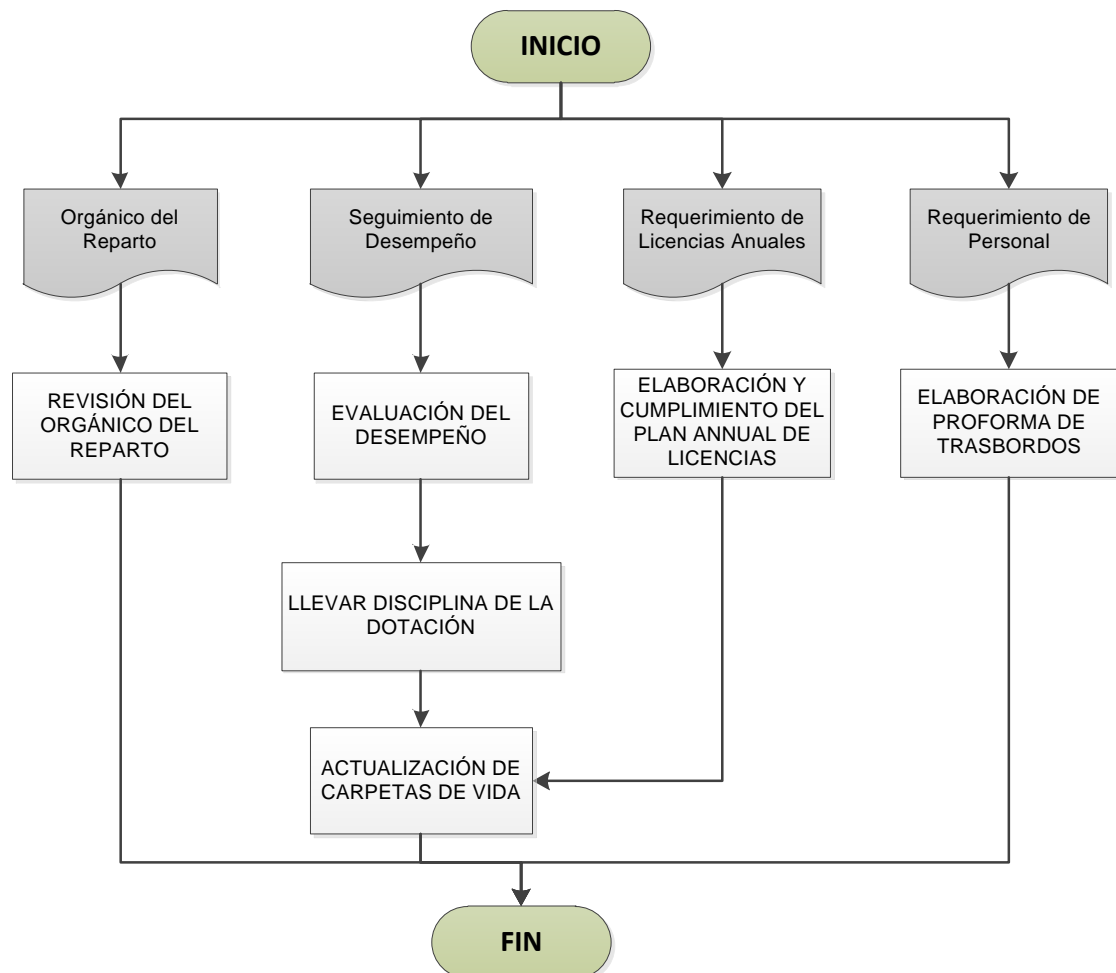 INICIO
Orgánico del
Reparto
Seguimiento de
Desempeño
Requerimiento de
Licencias Anuales
Requerimiento de
Personal
REVISIÓN DEL
ORGÁNICO DEL
REPARTO
EVALUACIÓN DEL
DESEMPEÑO
ELABORACIÓN Y
CUMPLIMIENTO DEL
PLAN ANNUAL DE
LICENCIAS
ELABORACIÓN DE
PROFORMA DE
TRASBORDOS
LLEVAR DISCIPLINA DE LA
DOTACIÓN
ACTUALIZACIÓN DE
CARPETAS DE VIDA
FIN